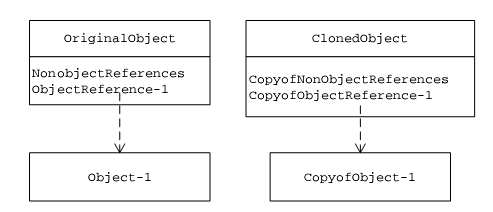 OriginalObject
NonobjectReferences
ObjectReference-1
Object-1
ClonedObject
CopyofNonObjectReferences
CopyofObjectReference-1
CopyofObject-1